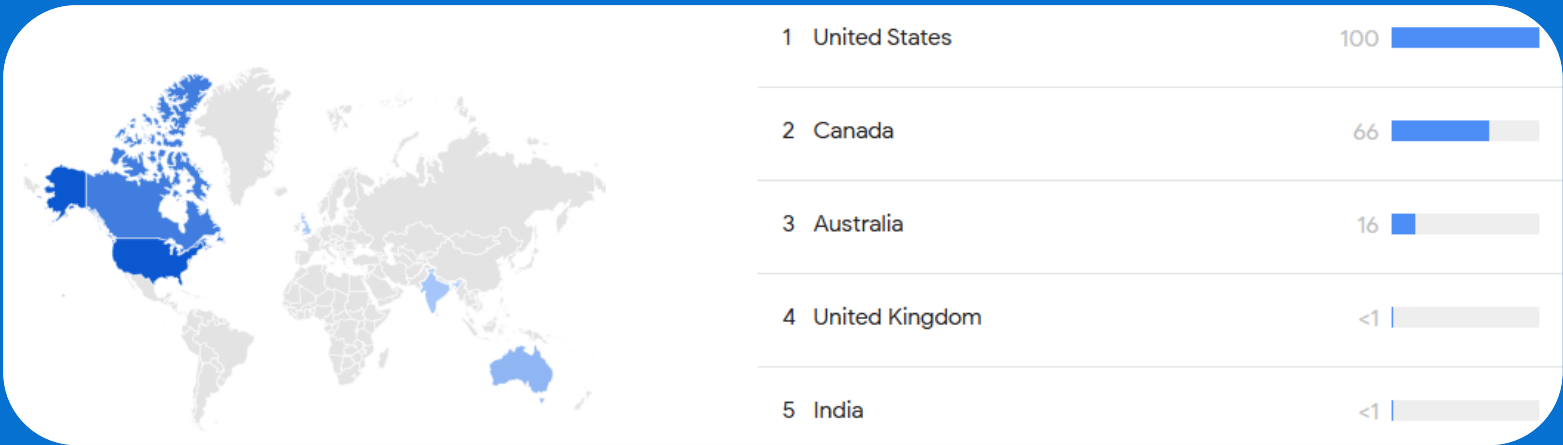 1 United States 100
2 Canada 66
3 Australia 16
4 United Kingdom <1
5 India <1